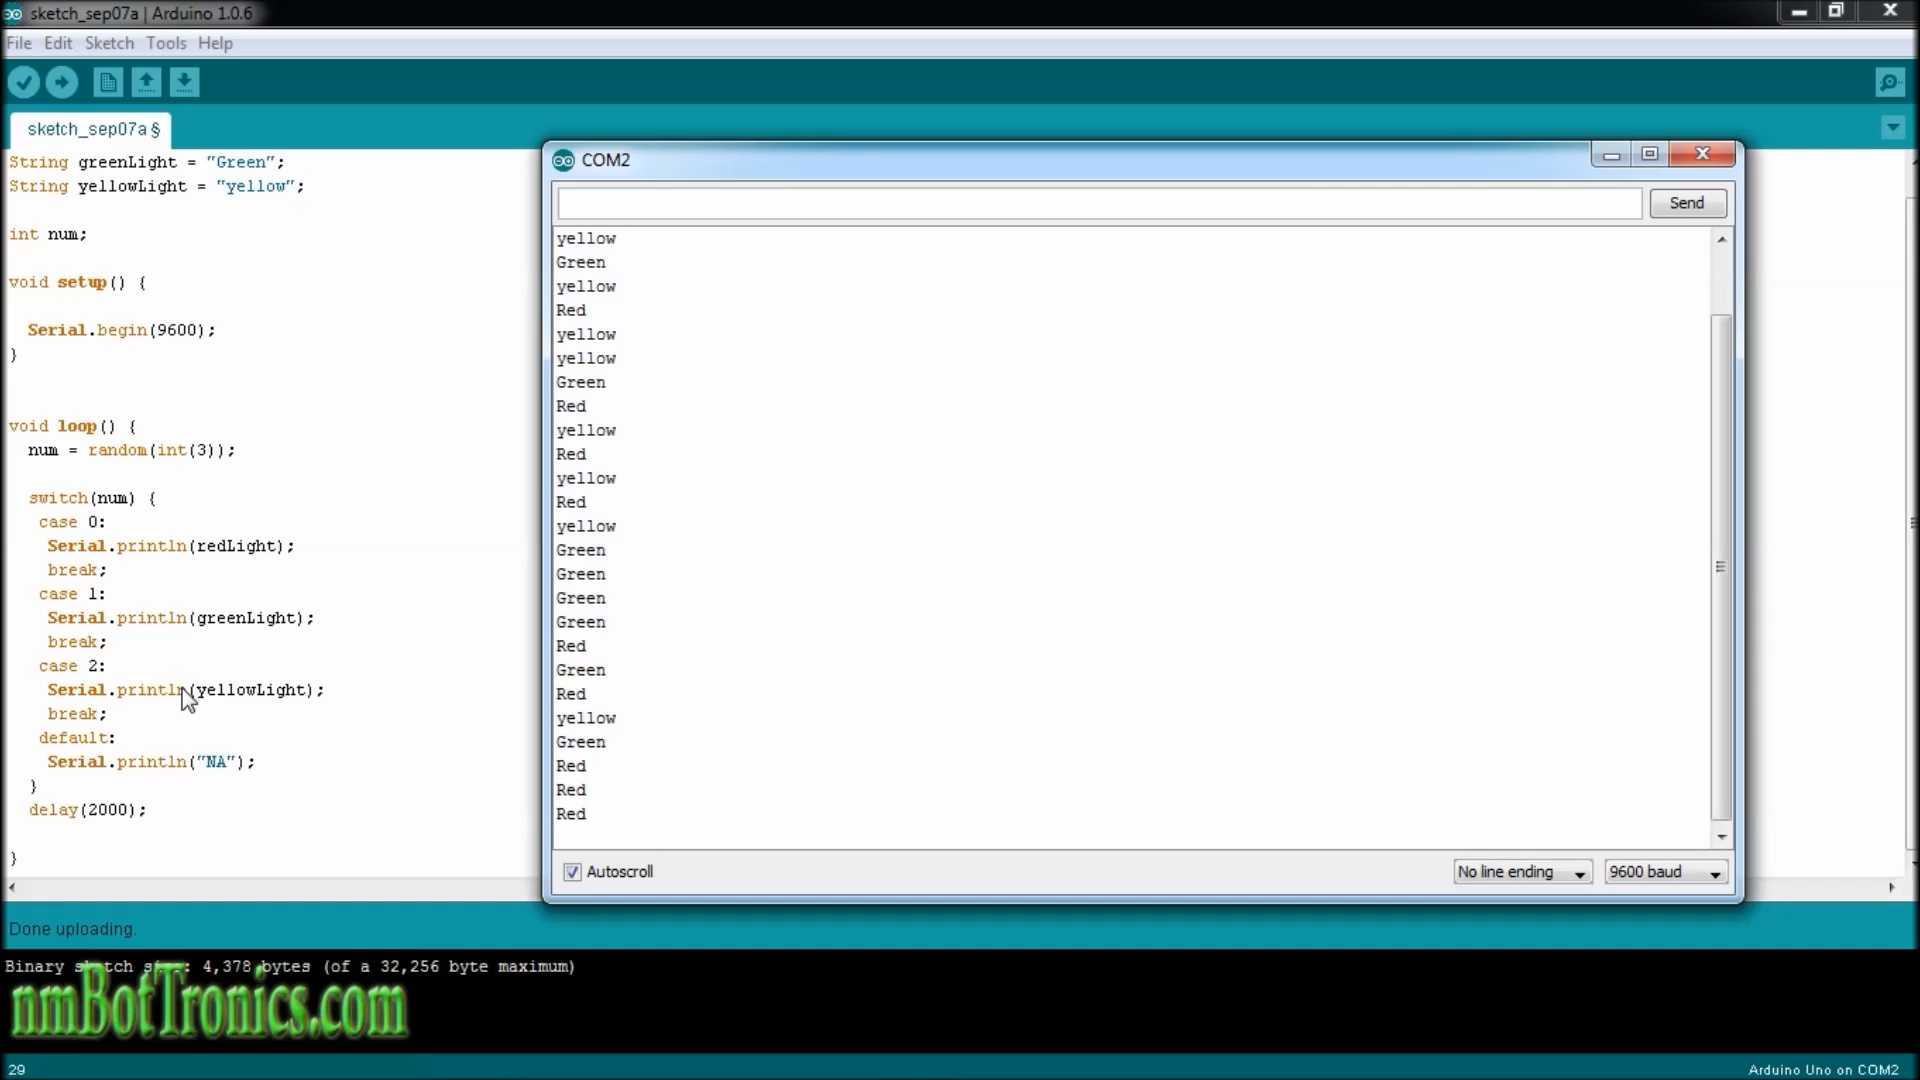 sketch_sep07a | Arduino 1.0.6
File Edit Sketch Tools Help
sketch_sep07a §
String greenLight = "Green";
String yellowLight = "yellow";
int num;
void setup() {
Serial.begin(9600);
}
void loop() {
num = random(int(3));
switch(num) {
case 0:
Serial.println(redLight);
break;
case 1:
Serial.println(greenLight);
break;
case 2:
Serial.println(yellowLight);
break;
default:
Serial.println("NA");
}
delay(2000);
}
COM2
Send
yellow
Green
yellow
Red
yellow
yellow
Green
Red
yellow
Red
yellow
Red
yellow
Green
Green
Green
Green
Red
Green
Red
yellow
Green
Red
Red
Red
Autoscroll
No line ending
9600 baud
Done uploading.
Binary sketch size: 4,378 bytes (of a 32,256 byte maximum)
nmBotTronics.com
29
Arduino Uno on COM2